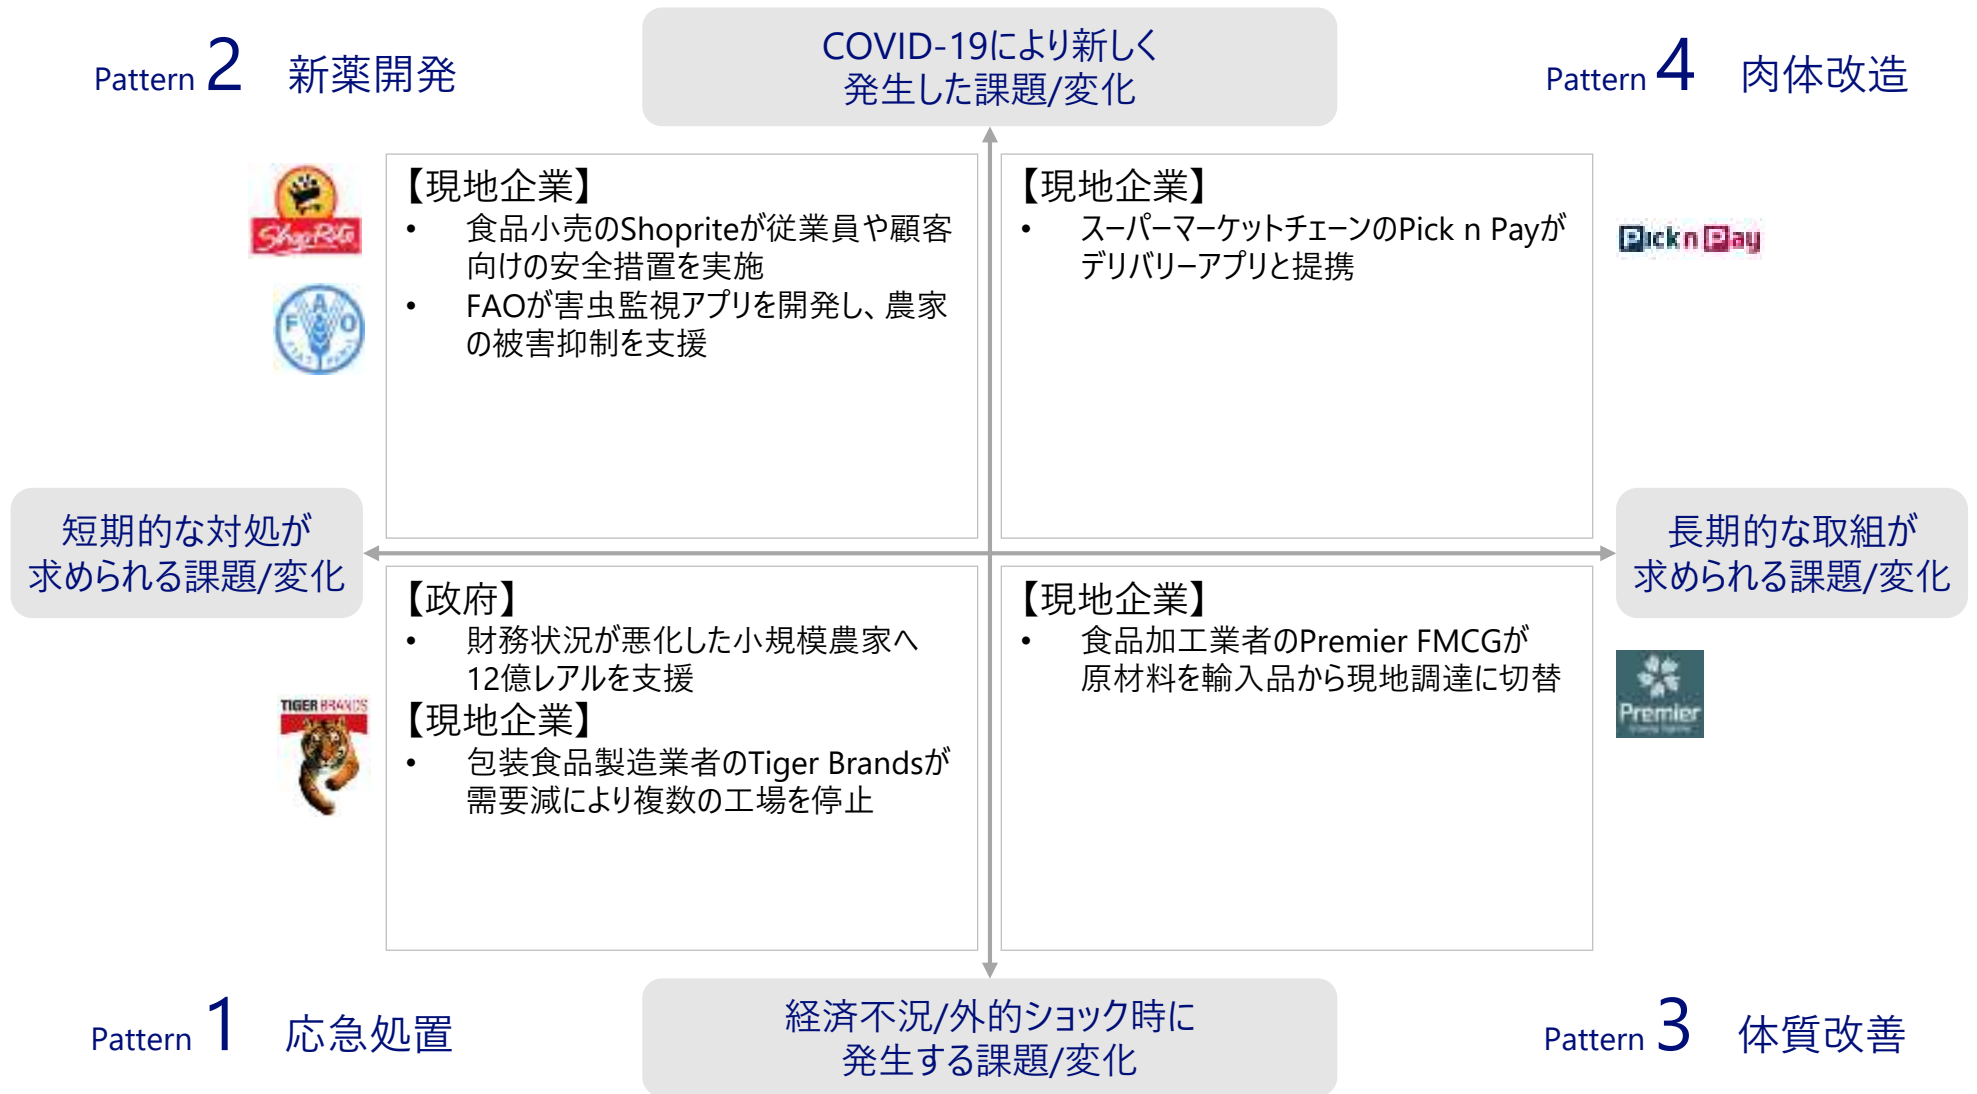 Pattern 2 新薬開発
COVID-19により新しく
発生した課題/変化
Pattern 4 肉体改造
【現地企業】
• 食品小売のShopriteが従業員や顧客
向けの安全措置を実施
• FAOが害虫監視アプリを開発し、農家
の被害抑制を支援
ShopRite
FAO
【現地企業】
• スーパーマーケットチェーンのPick n Payが
デリバリーアプリと提携
Pick n Pay
短期的な対処が
求められる課題/変化
長期的な取組が
求められる課題/変化
【政府】
• 財務状況が悪化した小規模農家へ
12億レアルを支援
【現地企業】
• 包装食品製造業者のTiger Brandsが
需要減により複数の工場を停止
TIGER BRANDS
【現地企業】
• 食品加工業者のPremier FMCGが
原材料を輸入品から現地調達に切替
Premier
Pattern 1 応急処置
経済不況/外的ショック時に
発生する課題/変化
Pattern 3 体質改善